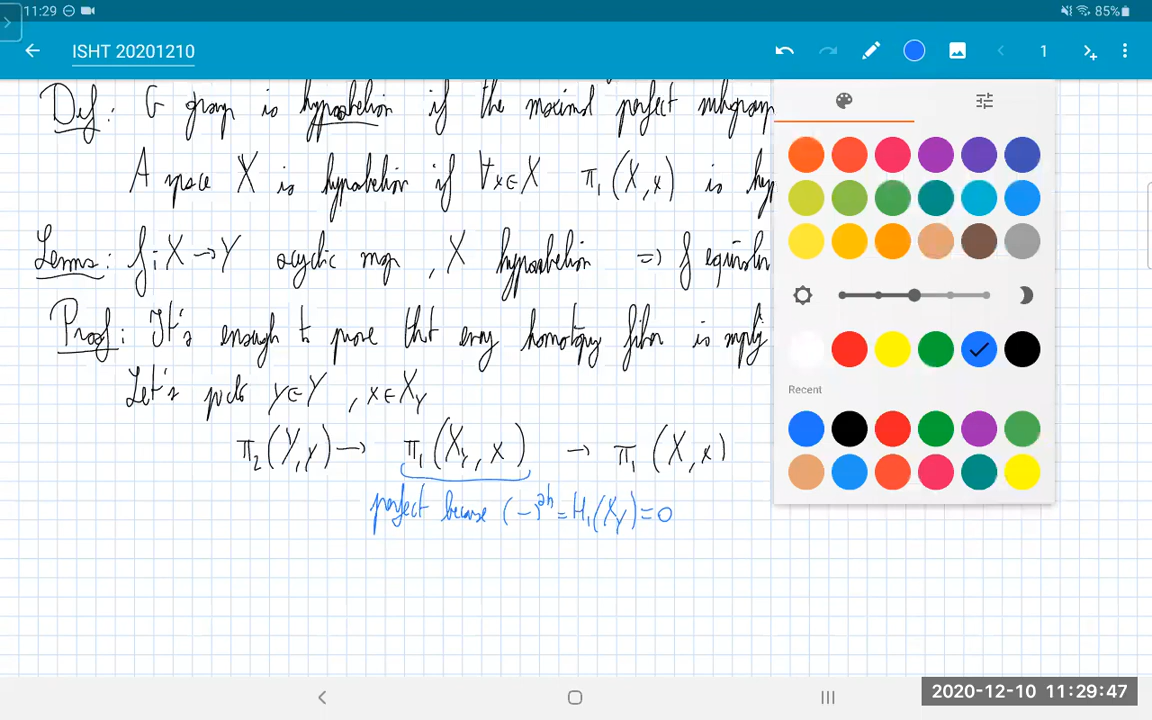 11:29
85%
ISHT 20201210
1
Def: G group is hypoabelian if the maximal perfect subgroup
A space X is hypoabelian if ∀x∈X π₁(X,x) is hyp
Lemma: f: X→Y acyclic map, X hypoabelian ⇒ f equivalen
Proof: It's enough to prove that every homotopy fiber is
Let's pick y∈Y, x∈X_y
π₂(Y,y) → π₁(X_y, x) → π₁(X,x)
perfect because (−)^ab = H₁(X_y) = 0
Recent
2020-12-10 11:29:47